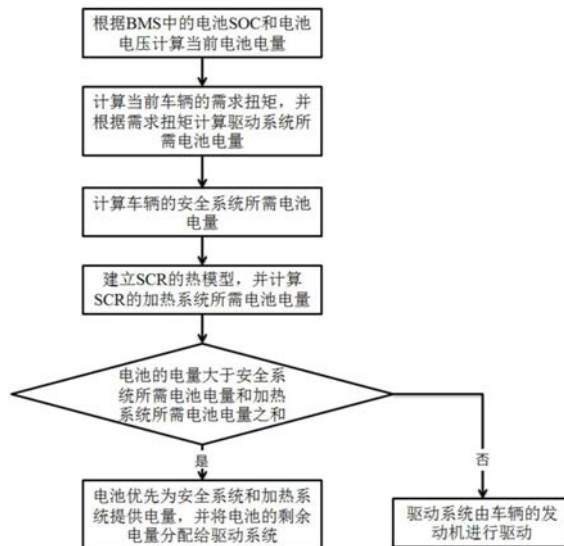 根据BMS中的电池SOC和电池
电压计算当前电池电量
计算当前车辆的需求扭矩，并
根据需求扭矩计算驱动系统所
需电池电量
计算车辆的安全系统所需电池
电量
建立SCR的热模型，并计算
SCR的加热系统所需电池电量
电池的电量大于安全系
统所需电池电量和加热
系统所需电池电量之和
是
否
电池优先为安全系统和加热系
统提供电量，并将电池的剩余
电量分配给驱动系统
驱动系统由车辆的发
动机进行驱动